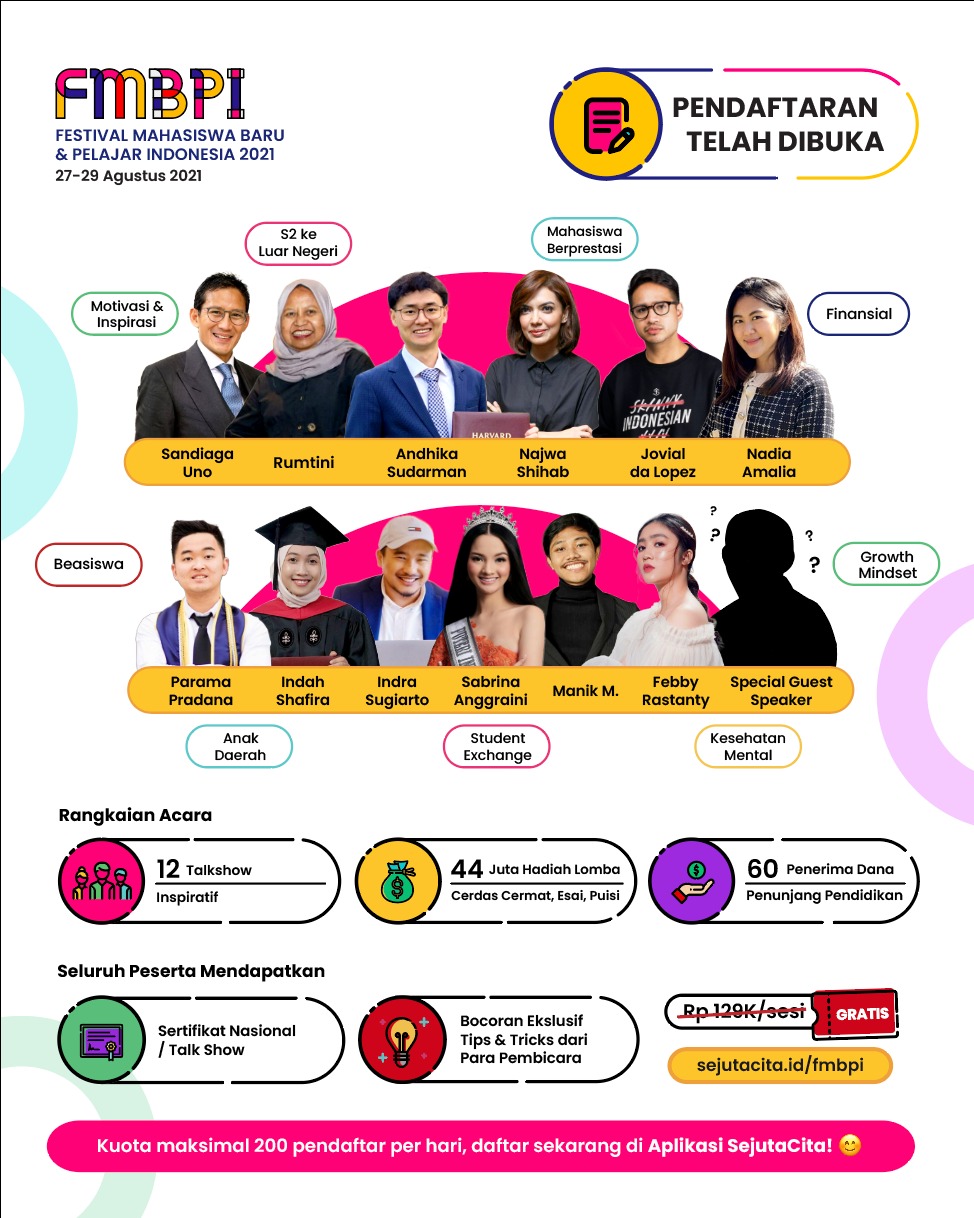 FMBPI
FESTIVAL MAHASISWA BARU
& PELAJAR INDONESIA 2021
27-29 Agustus 2021
PENDAFTARAN
TELAH DIBUKA
S2 ke
Luar Negeri
Mahasiswa
Berprestasi
Motivasi &
Inspirasi
Finansial
HARVARD
SKINNY
INDONESIAN
Sandiaga
Uno
Rumtini
Andhika
Sudarman
Najwa
Shihab
Jovial
da Lopez
Nadia
Amalia
? ? ? ?
Beasiswa
Growth
Mindset
PUTERI
Parama
Pradana
Indah
Shafira
Indra
Sugiarto
Sabrina
Anggraini
Manik M.
Febby
Rastanty
Special Guest
Speaker
Anak
Daerah
Student
Exchange
Kesehatan
Mental
Rangkaian Acara
12 Talkshow
Inspiratif
44 Juta Hadiah Lomba
Cerdas Cermat, Esai, Puisi
60 Penerima Dana
Penunjang Pendidikan
Seluruh Peserta Mendapatkan
Sertifikat Nasional
/ Talk Show
Bocoran Ekslusif
Tips & Tricks dari
Para Pembicara
Rp 129K/sesi
GRATIS
sejutacita.id/fmbpi
Kuota maksimal 200 pendaftar per hari, daftar sekarang di Aplikasi SejutaCita! 😊